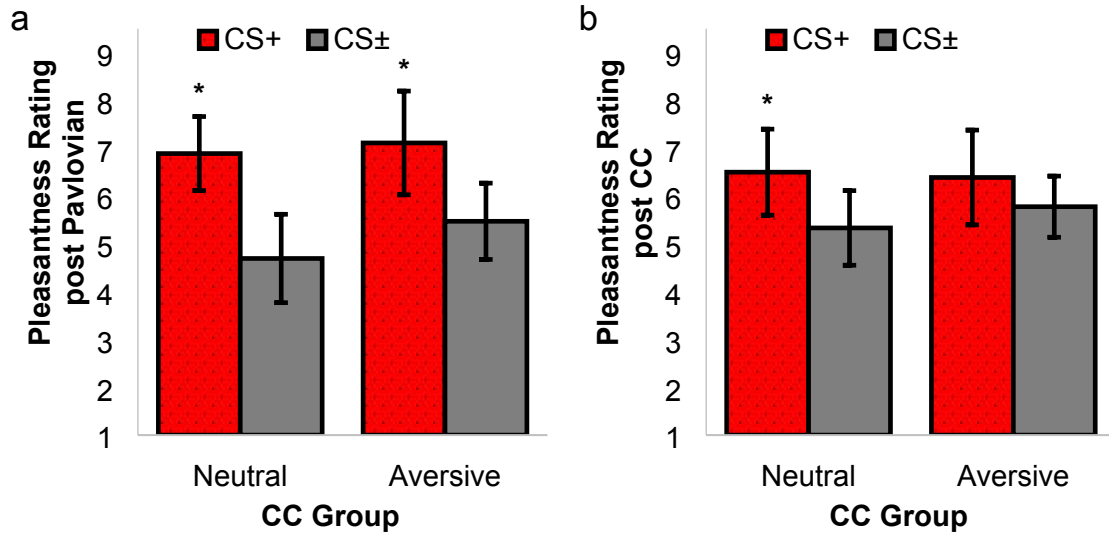 a
CS+ CS±
Pleasantness Rating
post Pavlovian
9
8
7
6
5
4
3
2
1
*
*
Neutral Aversive
CC Group
b
CS+ CS±
Pleasantness Rating
post CC
9
8
7
6
5
4
3
2
1
*
Neutral Aversive
CC Group